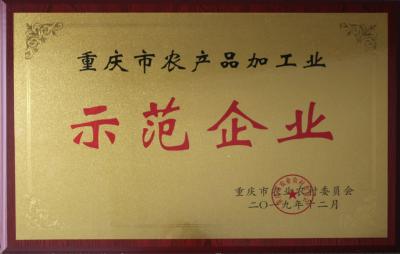 重庆市农产品加工业
示范企业
重庆市农业农村委员会
二〇一九年十二月